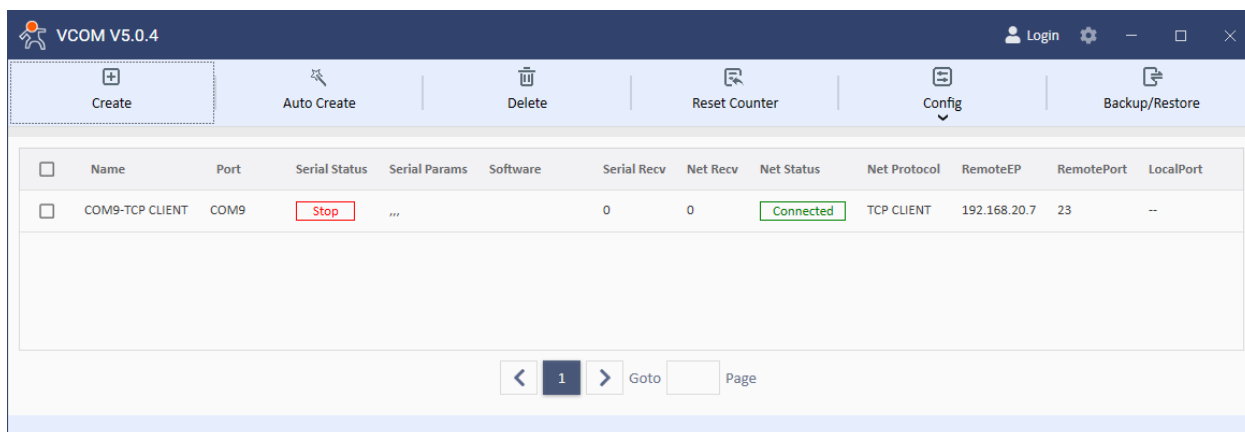 VCOM V5.0.4 Login
Create Auto Create Delete Reset Counter Config Backup/Restore
Name Port Serial Status Serial Params Software Serial Recv Net Recv Net Status Net Protocol RemoteEP RemotePort LocalPort
COM9-TCP CLIENT COM9 Stop ,,, 0 0 Connected TCP CLIENT 192.168.20.7 23 --
1 Goto Page